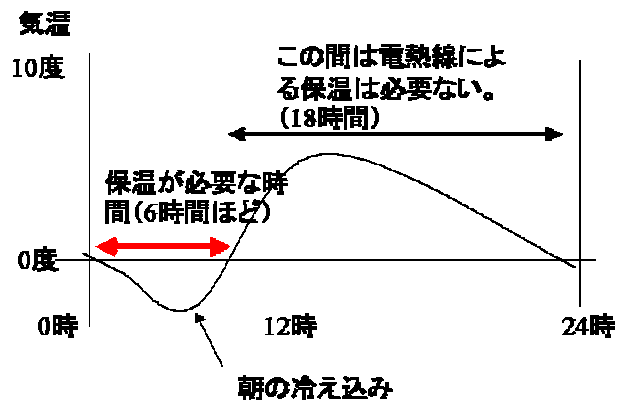 気温
10度
この間は電熱線によ
る保温は必要ない。
（18時間）
保温が必要な時
間（6時間ほど）
0度
0時
12時
24時
朝の冷え込み